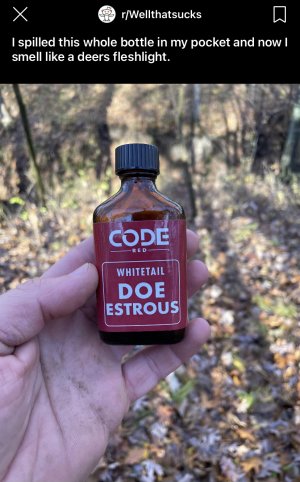 r/Wellthatsucks
I spilled this whole bottle in my pocket and now I
smell like a deers fleshlight.
CODE
RED
WHITETAIL
DOE
ESTROUS